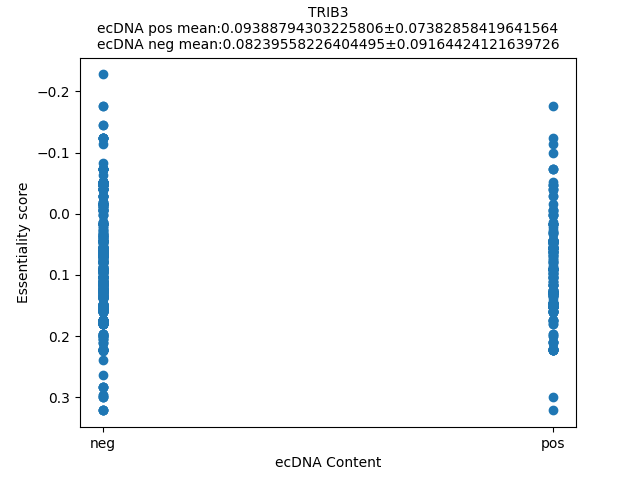 TRIB3
ecDNA pos mean:0.09388794303225806±0.07382858419641564
ecDNA neg mean:0.08239558226404495±0.09164424121639726
−0.2
−0.1
0.0
0.1
0.2
0.3
Essentiality score
neg
pos
ecDNA Content